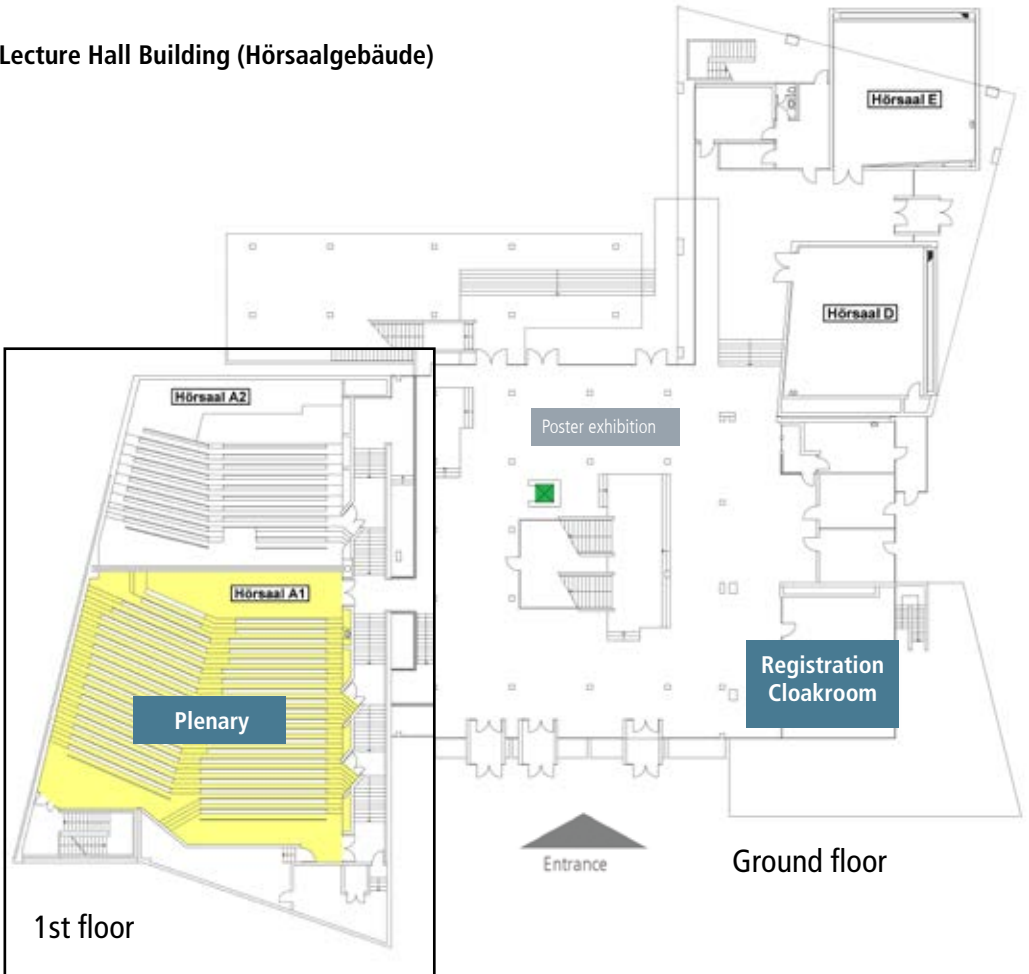 Lecture Hall Building (Hörsaalgebäude)
Hörsaal E
Hörsaal D
Hörsaal A2
Poster exhibition
Hörsaal A1
Registration
Cloakroom
Plenary
Entrance
Ground floor
1st floor